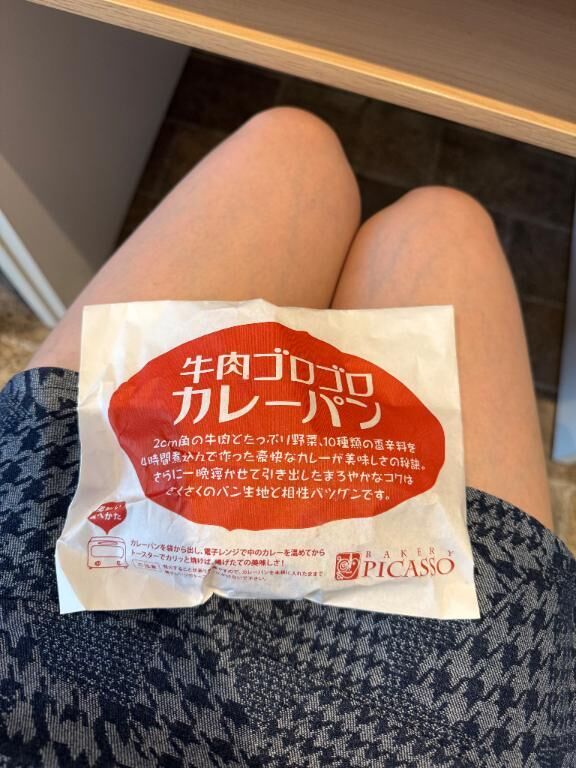 牛肉ゴロゴロ
カレーパン
2cm角の牛肉とたっぷり野菜、10種類の香辛料を
4時間煮込んで作った豪快なカレーが美味しさの秘訣。
さらに一晩寝かせて引き出したまろやかなコクは
さくさくのパン生地と相性バツグンです。
カレーパンを袋から出し、電子レンジで中のカレーを温めてから
トースターでカリッと焼けば、揚げたての美味しさ!
BAKERY
PICASSO